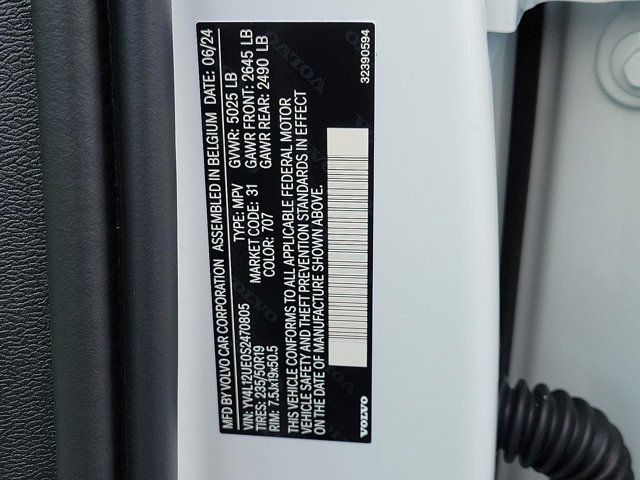 MFD BY VOLVO CAR CORPORATION ASSEMBLED IN BELGIUM DATE: 06/24
VIN: YV4L12UE0S2470805 TYPE: MPV GVWR: 5025 LB
TIRES: 235/50R19 MARKET CODE: 31 GAWR FRONT: 2645 LB
RIM: 7.5Jx19x50.5 COLOR: 707 GAWR REAR: 2490 LB
THIS VEHICLE CONFORMS TO ALL APPLICABLE FEDERAL MOTOR
VEHICLE SAFETY AND THEFT PREVENTION STANDARDS IN EFFECT
ON THE DATE OF MANUFACTURE SHOWN ABOVE.
VOLVO
32390594